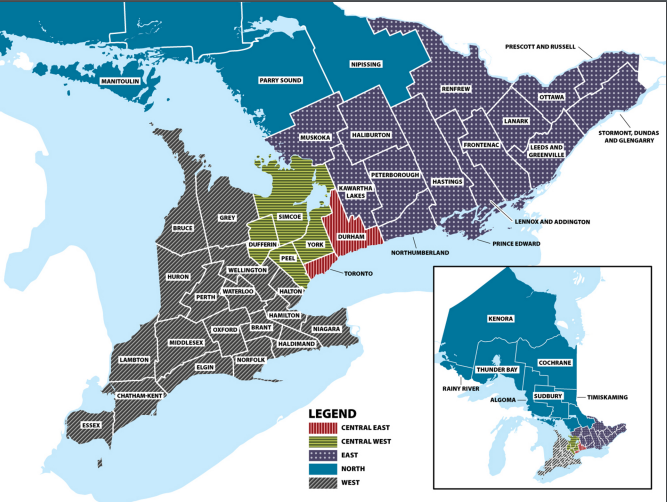 PRESCOTT AND RUSSELL
NIPISSING
MANITOULIN
PARRY SOUND
RENFREW
OTTAWA
LANARK
STORMONT, DUNDAS
AND GLENGARRY
MUSKOKA
HALIBURTON
FRONTENAC
LEEDS AND
GREENVILLE
PETERBOROUGH
HASTINGS
KAWARTHA
LAKES
LENNOX AND ADDINGTON
PRINCE EDWARD
NORTHUMBERLAND
GREY
SIMCOE
BRUCE
DURHAM
DUFFERIN
YORK
PEEL
TORONTO
HURON
WELLINGTON
WATERLOO
HALTON
PERTH
HAMILTON
OXFORD
BRANT
NIAGARA
MIDDLESEX
HALDIMAND
LAMBTON
NORFOLK
ELGIN
CHATHAM-KENT
ESSEX
KENORA
COCHRANE
THUNDER BAY
RAINY RIVER
ALGOMA
SUDBURY
TIMISKAMING
LEGEND
CENTRAL EAST
CENTRAL WEST
EAST
NORTH
WEST